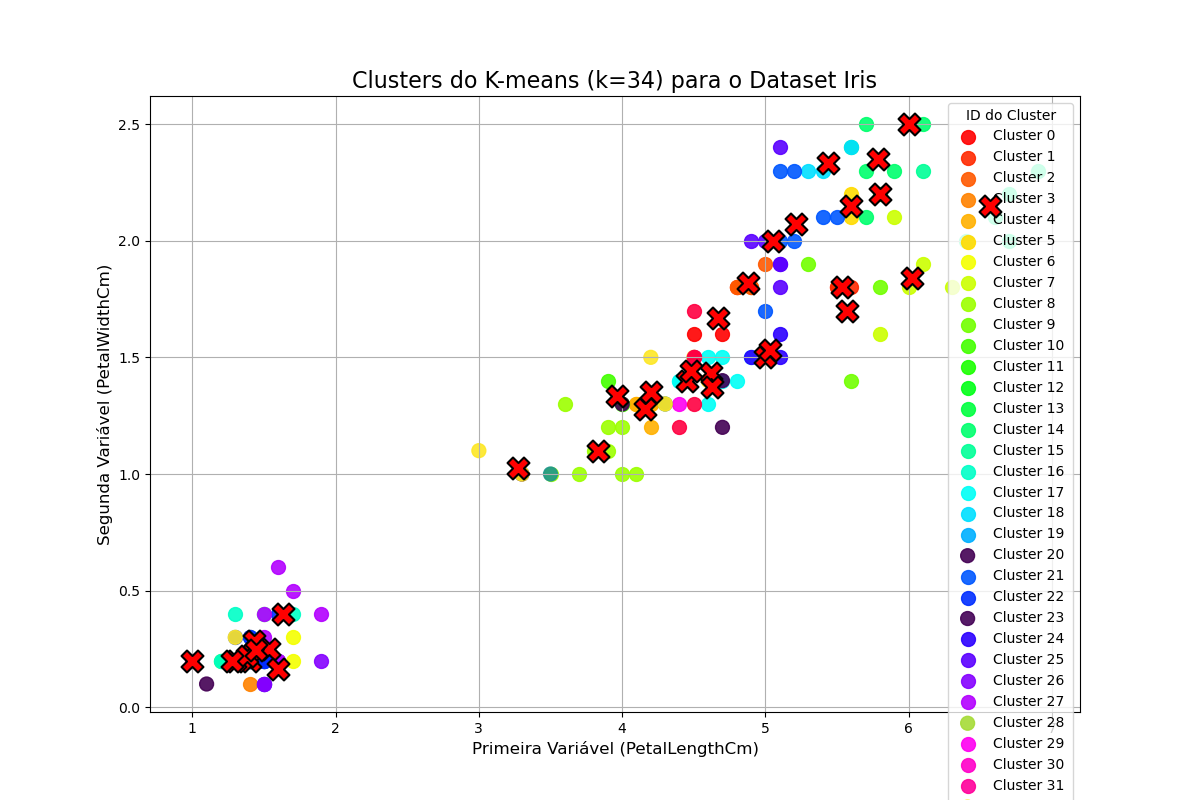 Clusters do K-means (k=34) para o Dataset Iris
Segunda Variável (PetalWidthCm)
2.5
2.0
1.5
1.0
0.5
0.0
1
2
3
4
5
6
7
Primeira Variável (PetalLengthCm)
ID do Cluster
Cluster 0
Cluster 1
Cluster 2
Cluster 3
Cluster 4
Cluster 5
Cluster 6
Cluster 7
Cluster 8
Cluster 9
Cluster 10
Cluster 11
Cluster 12
Cluster 13
Cluster 14
Cluster 15
Cluster 16
Cluster 17
Cluster 18
Cluster 19
Cluster 20
Cluster 21
Cluster 22
Cluster 23
Cluster 24
Cluster 25
Cluster 26
Cluster 27
Cluster 28
Cluster 29
Cluster 30
Cluster 31